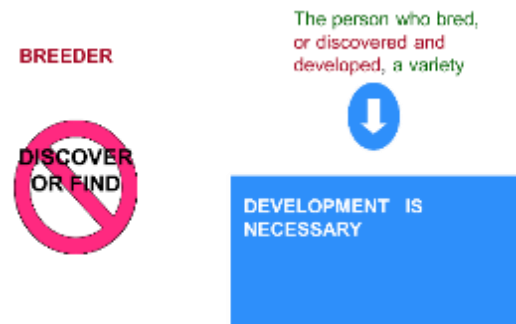 BREEDER
The person who bred,
or discovered and
developed, a variety
DISCOVER
OR FIND
DEVELOPMENT IS
NECESSARY